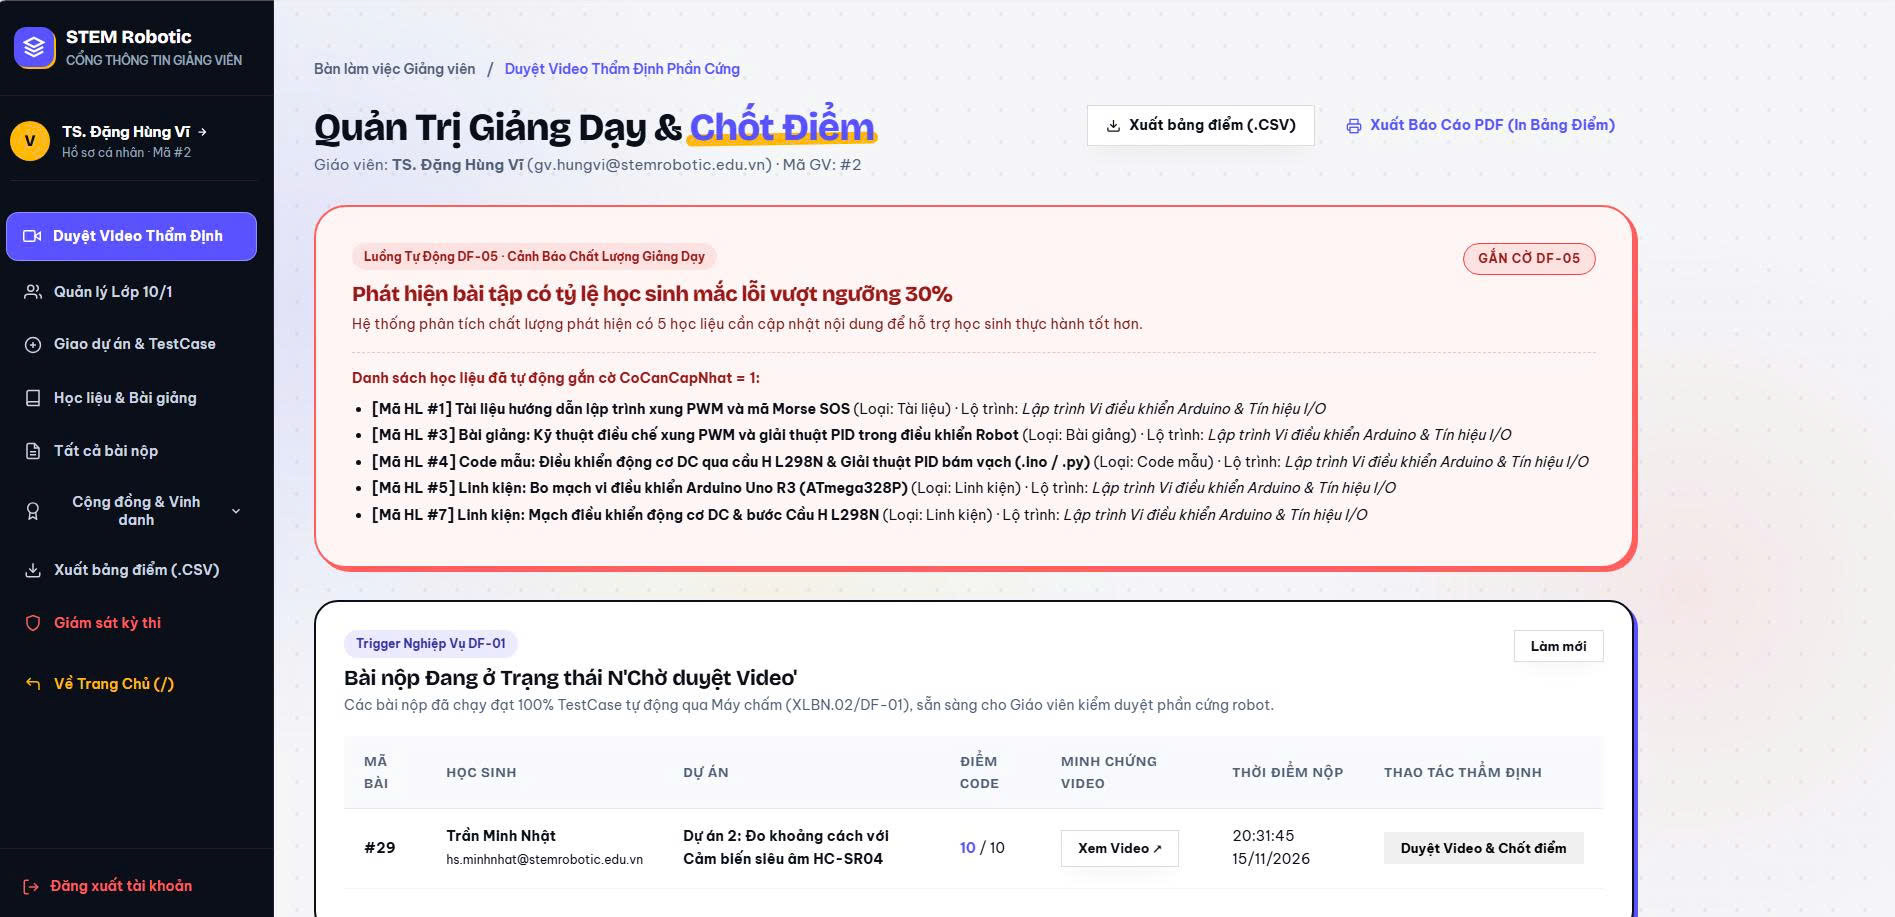 STEM Robotic
CỔNG THÔNG TIN GIẢNG VIÊN
V
TS. Đặng Hùng Vĩ →
Hồ sơ cá nhân · Mã #2
Duyệt Video Thẩm Định
Quản lý Lớp 10/1
Giao dự án & TestCase
Học liệu & Bài giảng
Tất cả bài nộp
Cộng đồng & Vinh
danh
Xuất bảng điểm (.CSV)
Giám sát kỳ thi
Về Trang Chủ (/)
Đăng xuất tài khoản
Bàn làm việc Giảng viên / Duyệt Video Thẩm Định Phần Cứng
Quản Trị Giảng Dạy & Chốt Điểm
Giáo viên: TS. Đặng Hùng Vĩ (gv.hungvi@stemrobotic.edu.vn) · Mã GV: #2
Xuất bảng điểm (.CSV)
Xuất Báo Cáo PDF (In Bảng Điểm)
Luồng Tự Động DF-05 · Cảnh Báo Chất Lượng Giảng Dạy
GẮN CỜ DF-05
Phát hiện bài tập có tỷ lệ học sinh mắc lỗi vượt ngưỡng 30%
Hệ thống phân tích chất lượng phát hiện có 5 học liệu cần cập nhật nội dung để hỗ trợ học sinh thực hành tốt hơn.
Danh sách học liệu đã tự động gắn cờ CoCanCapNhat = 1:
• [Mã HL #1] Tài liệu hướng dẫn lập trình xung PWM và mã Morse SOS (Loại: Tài liệu) · Lộ trình: Lập trình Vi điều khiển Arduino & Tín hiệu I/O
• [Mã HL #3] Bài giảng: Kỹ thuật điều chế xung PWM và giải thuật PID trong điều khiển Robot (Loại: Bài giảng) · Lộ trình: Lập trình Vi điều khiển Arduino & Tín hiệu I/O
• [Mã HL #4] Code mẫu: Điều khiển động cơ DC qua cầu H L298N & Giải thuật PID bám vạch (.ino / .py) (Loại: Code mẫu) · Lộ trình: Lập trình Vi điều khiển Arduino & Tín hiệu I/O
• [Mã HL #5] Linh kiện: Bo mạch vi điều khiển Arduino Uno R3 (ATmega328P) (Loại: Linh kiện) · Lộ trình: Lập trình Vi điều khiển Arduino & Tín hiệu I/O
• [Mã HL #7] Linh kiện: Mạch điều khiển động cơ DC & bước Cầu H L298N (Loại: Linh kiện) · Lộ trình: Lập trình Vi điều khiển Arduino & Tín hiệu I/O
Trigger Nghiệp Vụ DF-01
Làm mới
Bài nộp Đang ở Trạng thái N'Chờ duyệt Video'
Các bài nộp đã chạy đạt 100% TestCase tự động qua Máy chấm (XLBN.02/DF-01), sẵn sàng cho Giáo viên kiểm duyệt phần cứng robot.
MÃ
BÀI
HỌC SINH
DỰ ÁN
ĐIỂM
CODE
MINH CHỨNG
VIDEO
THỜI ĐIỂM NỘP
THAO TÁC THẨM ĐỊNH
#29
Trần Minh Nhật
hs.minhnhat@stemrobotic.edu.vn
Dự án 2: Đo khoảng cách với
Cảm biến siêu âm HC-SR04
10 / 10
Xem Video ↗
20:31:45
15/11/2026
Duyệt Video & Chốt điểm